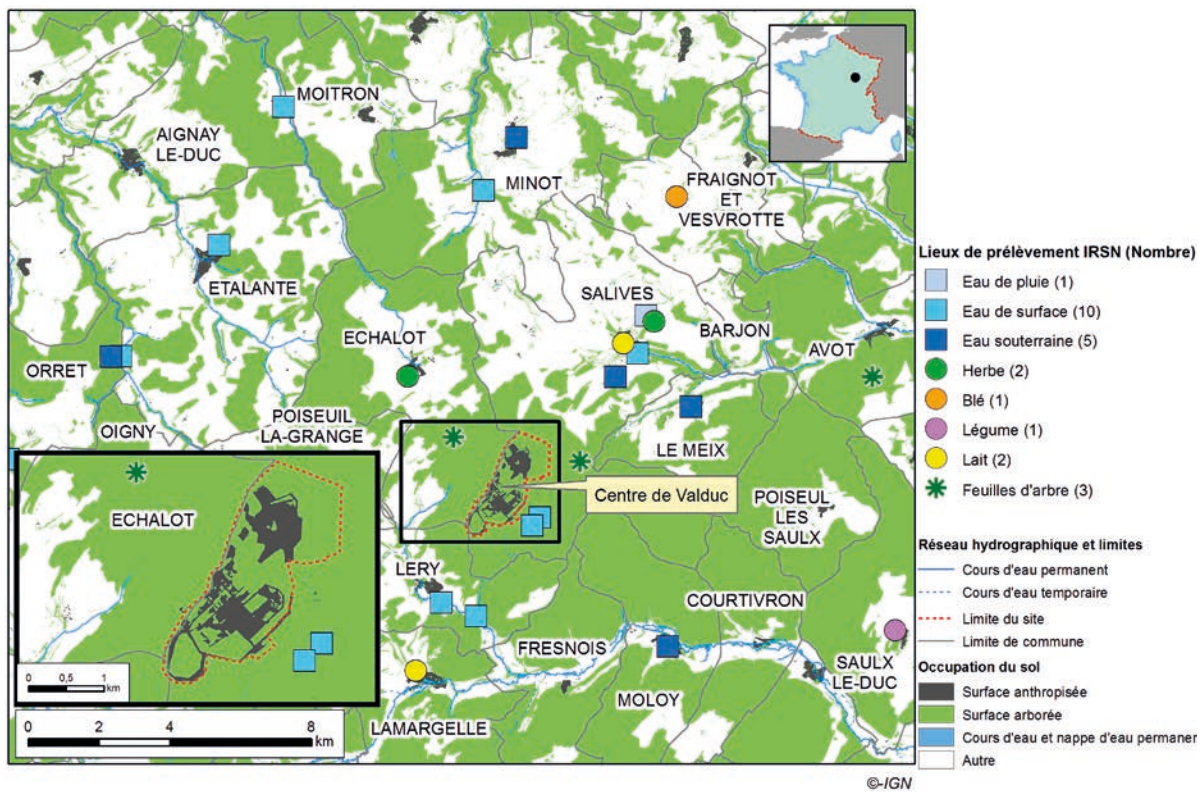 MOITRON
AIGNAY
LE-DUC
MINOT
FRAIGNOT
ET
VESVROTTE
ETALANTE
SALIVES
ECHALOT
BARJON
AVOT
ORRET
OIGNY
POISEUIL
LA-GRANGE
LE MEIX
Centre de Valduc
POISEUL
LES
SAULX
ECHALOT
LERY
COURTIVRON
FRESNOIS
SAULX
LE-DUC
MOLOY
LAMARGELLE
0 0,5 1
km
0 2 4 8
km
Lieux de prélèvement IRSN (Nombre)
Eau de pluie (1)
Eau de surface (10)
Eau souterraine (5)
Herbe (2)
Blé (1)
Légume (1)
Lait (2)
Feuilles d'arbre (3)
Réseau hydrographique et limites
Cours d'eau permanent
Cours d'eau temporaire
Limite du site
Limite de commune
Occupation du sol
Surface anthropisée
Surface arborée
Cours d'eau et nappe d'eau permaner
Autre
©-IGN